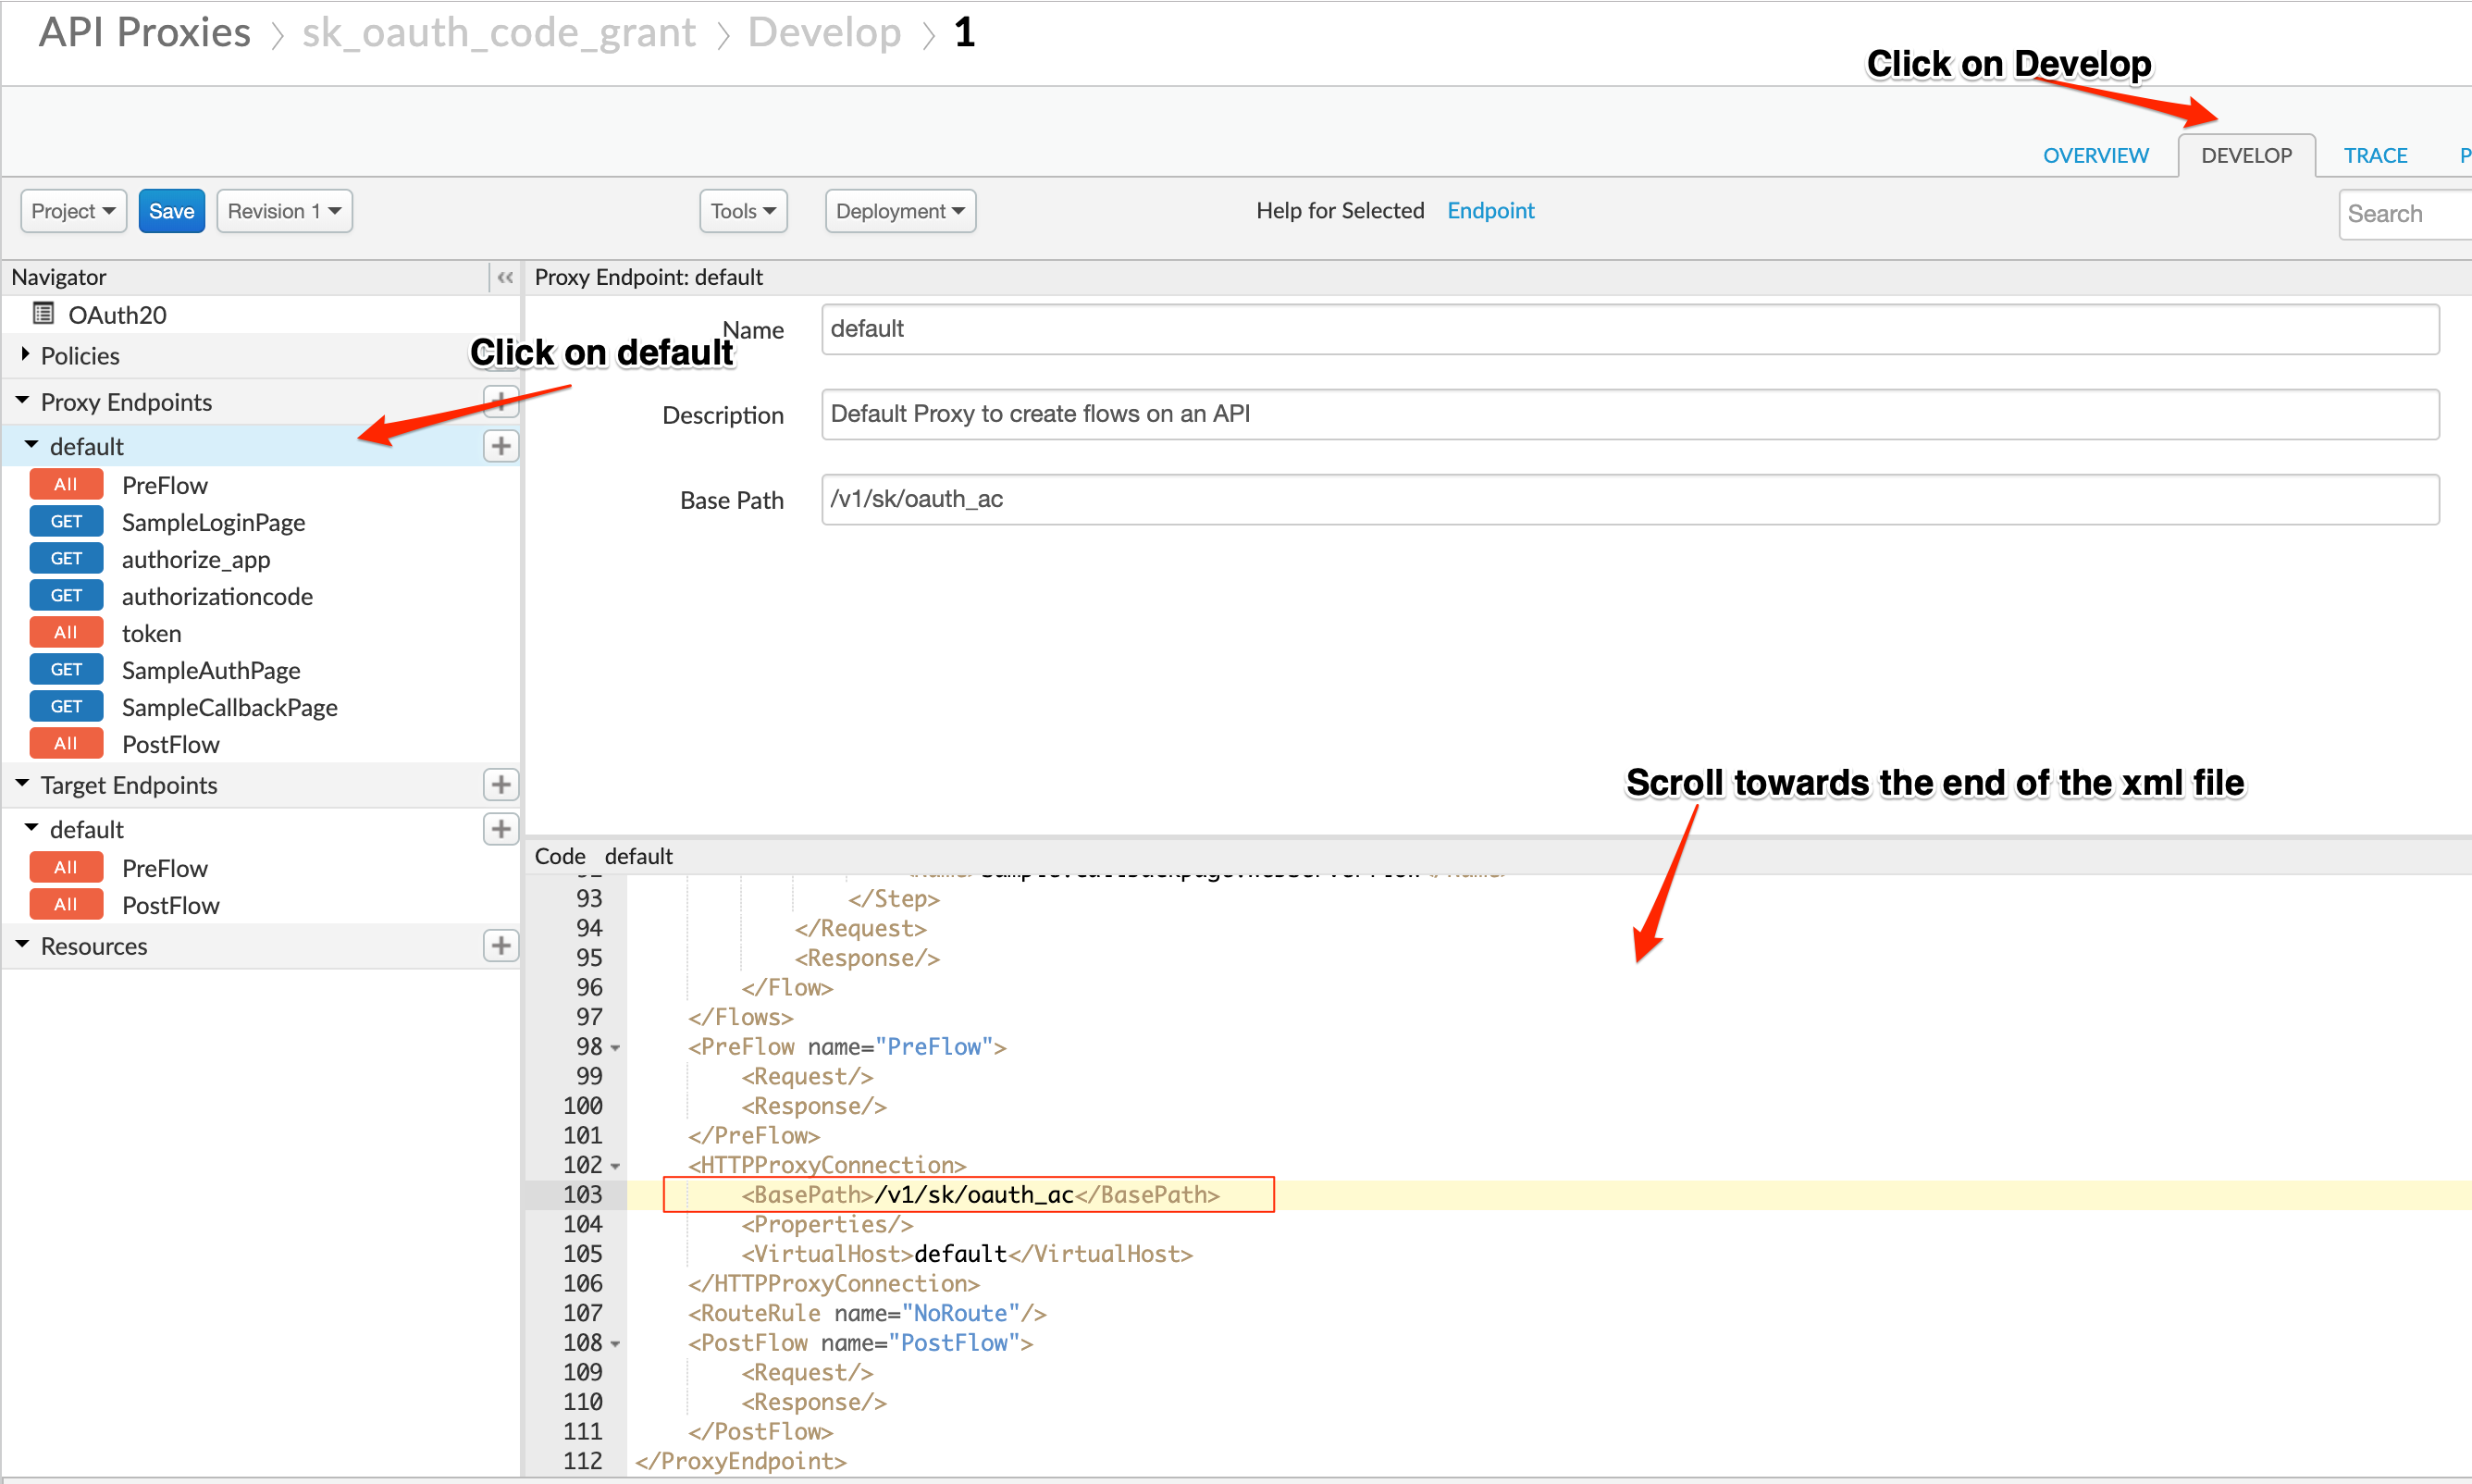 API Proxies > sk_oauth_code_grant > Develop > 1
Click on Develop
OVERVIEW DEVELOP TRACE P
Project Save Revision 1 Tools Deployment Help for Selected Endpoint Search
Navigator «
OAuth20
Policies
Click on default
Proxy Endpoints
default
All PreFlow
GET SampleLoginPage
GET authorize_app
GET authorizationcode
All token
GET SampleAuthPage
GET SampleCallbackPage
All PostFlow
Target Endpoints
default
All PreFlow
All PostFlow
Resources
Proxy Endpoint: default
Name default
Description Default Proxy to create flows on an API
Base Path /v1/sk/oauth_ac
Scroll towards the end of the xml file
Code default
93 </Step>
94 </Request>
95 <Response/>
96 </Flow>
97 </Flows>
98 <PreFlow name="PreFlow">
99 <Request/>
100 <Response/>
101 </PreFlow>
102 <HTTPProxyConnection>
103 <BasePath>/v1/sk/oauth_ac</BasePath>
104 <Properties/>
105 <VirtualHost>default</VirtualHost>
106 </HTTPProxyConnection>
107 <RouteRule name="NoRoute"/>
108 <PostFlow name="PostFlow">
109 <Request/>
110 <Response/>
111 </PostFlow>
112 </ProxyEndpoint>